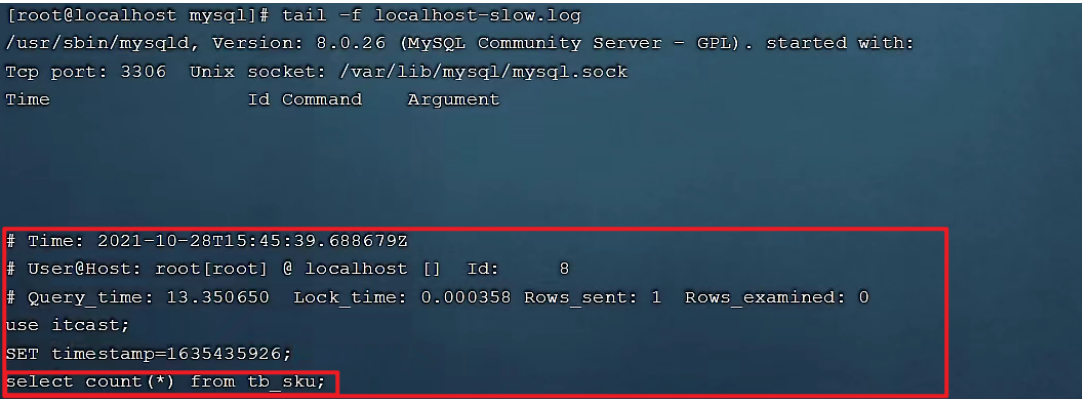 [root@localhost mysql]# tail -f localhost-slow.log
/usr/sbin/mysqld, Version: 8.0.26 (MySQL Community Server - GPL). started with:
Tcp port: 3306  Unix socket: /var/lib/mysql/mysql.sock
Time                 Id Command    Argument
# Time: 2021-10-28T15:45:39.688679Z
# User@Host: root[root] @ localhost []  Id:     8
# Query_time: 13.350650  Lock_time: 0.000358 Rows_sent: 1  Rows_examined: 0
use itcast;
SET timestamp=1635435926;
select count(*) from tb_sku;